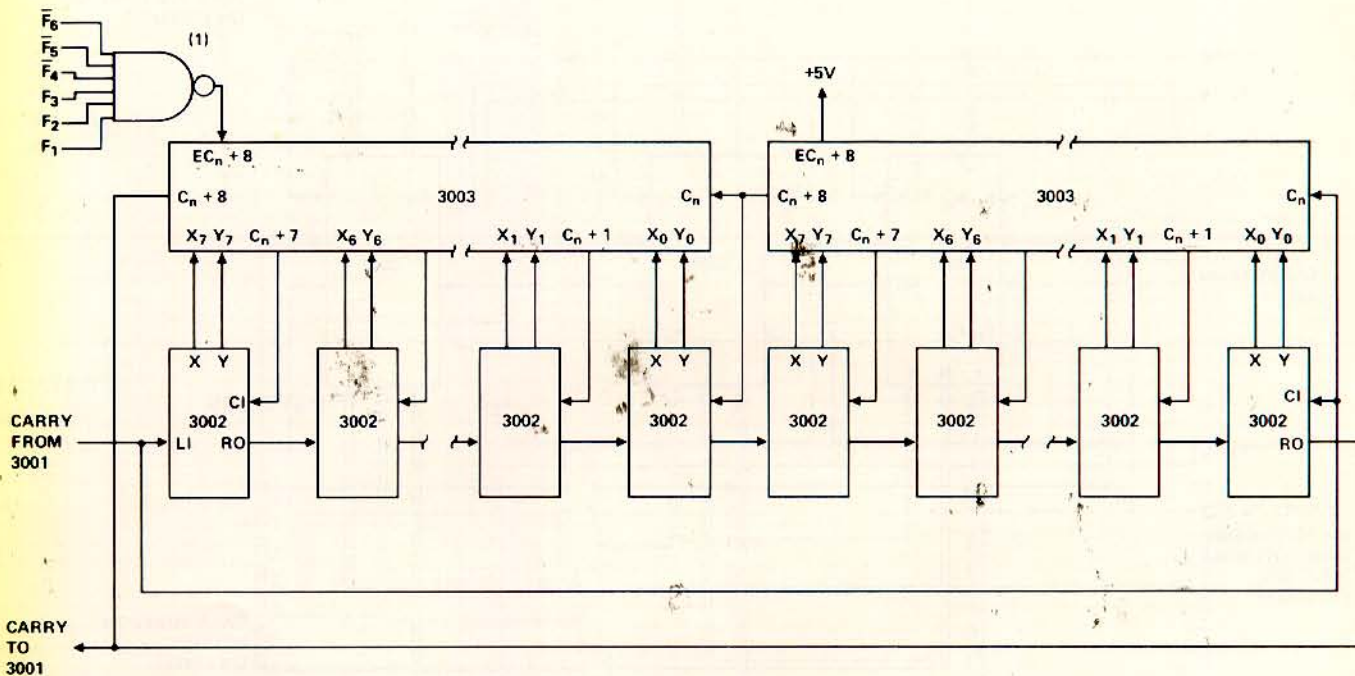 F̅6
F̅5
F̅4
F3
F2
F1
(1)
+5V
ECn + 8
Cn + 8
3003
Cn
X7 Y7
Cn + 7
X6 Y6
X1 Y1
Cn + 1
X0 Y0
ECn + 8
Cn + 8
3003
Cn
X7 Y7
Cn + 7
X6 Y6
X1 Y1
Cn + 1
X0 Y0
X Y
CI
3002
LI RO
3002
3002
X Y
3002
3002
3002
3002
X Y
CI
3002
RO
CARRY
FROM
3001
CARRY
TO
3001